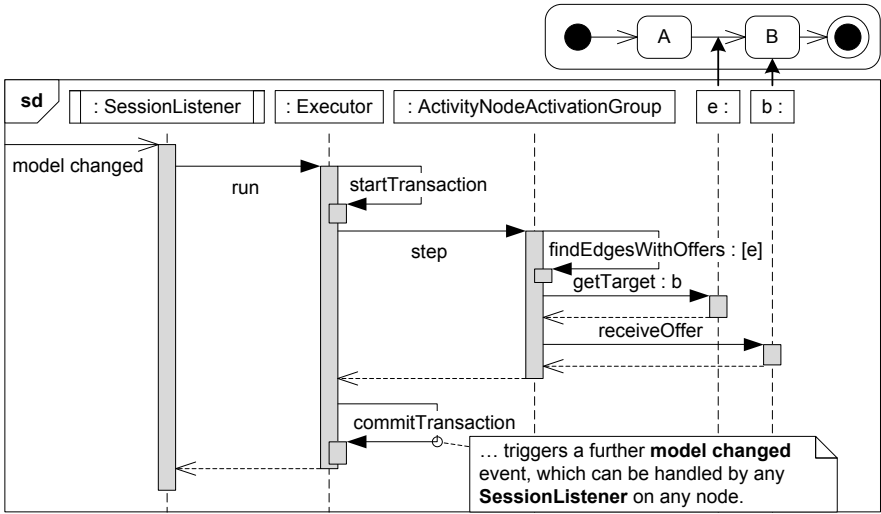 A
B
sd
: SessionListener
: Executor
: ActivityNodeActivationGroup
e :
b :
model changed
run
startTransaction
step
findEdgesWithOffers : [e]
getTarget : b
receiveOffer
commitTransaction
… triggers a further model changed
event, which can be handled by any
SessionListener on any node.